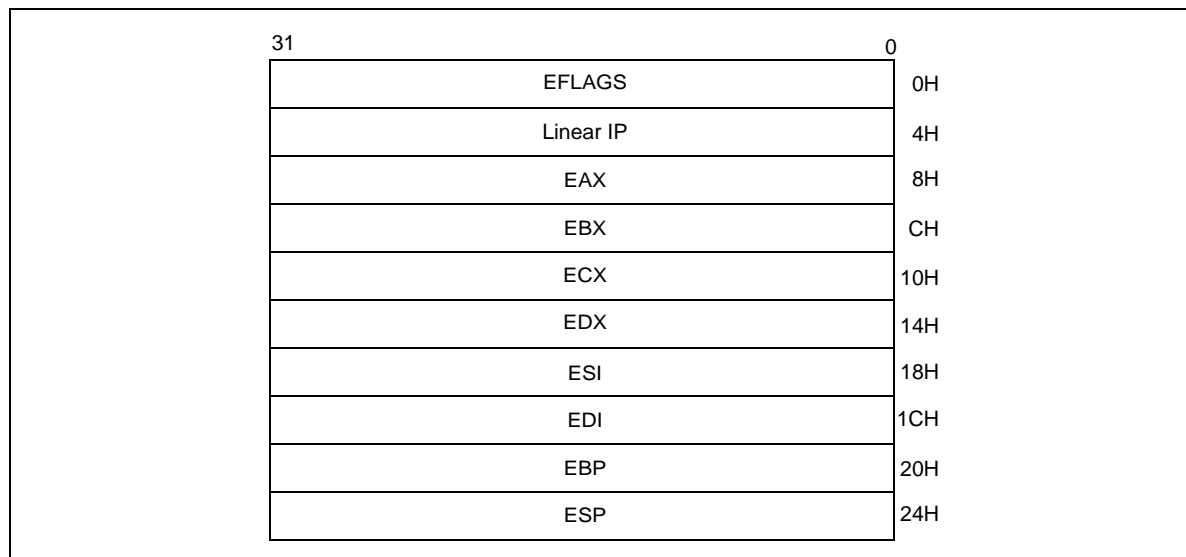 31 0
EFLAGS 0H
Linear IP 4H
EAX 8H
EBX CH
ECX 10H
EDX 14H
ESI 18H
EDI 1CH
EBP 20H
ESP 24H